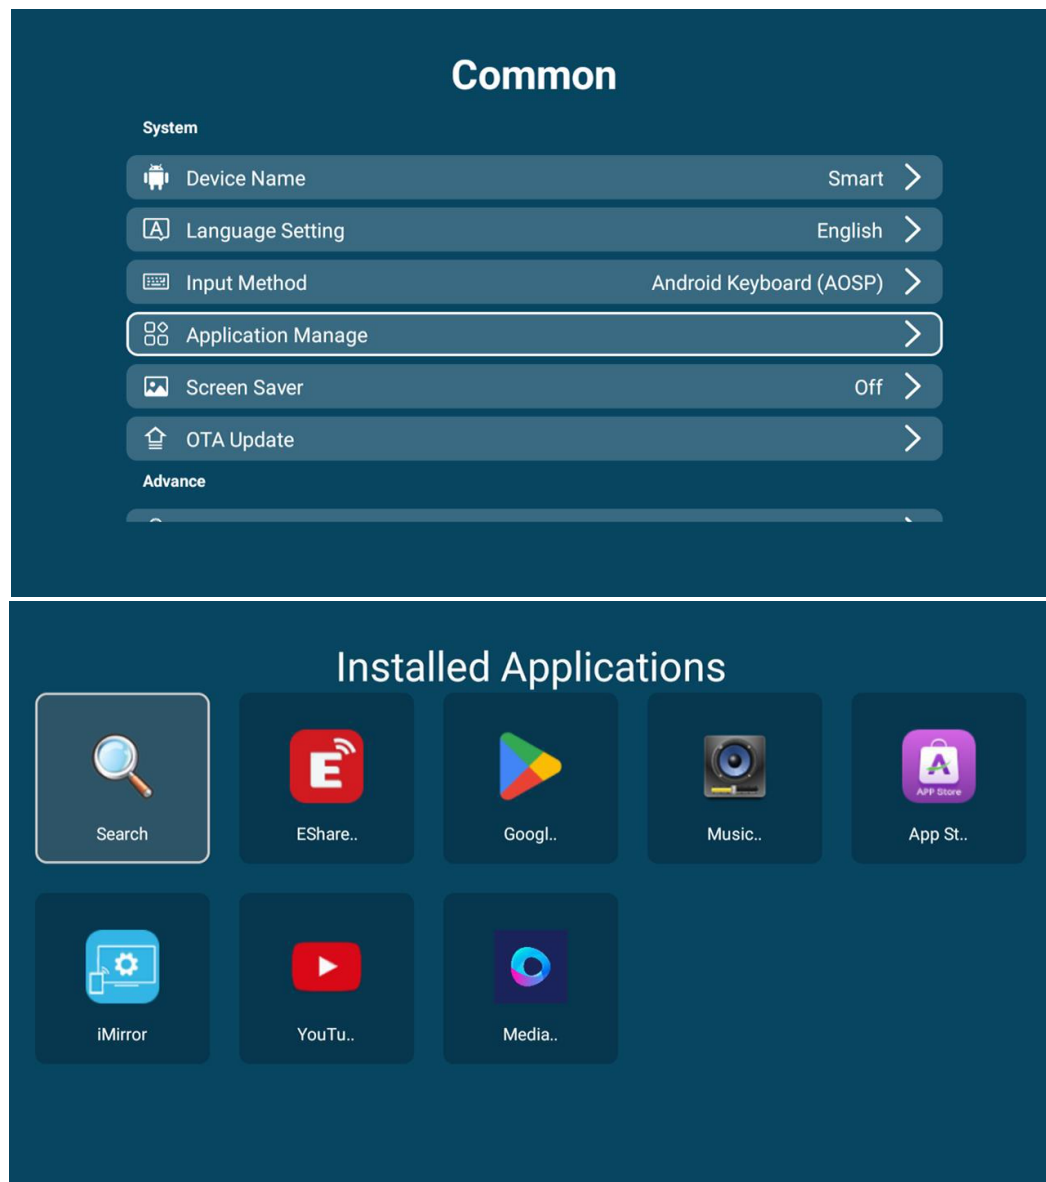 Common
System
Device Name Smart
Language Setting English
Input Method Android Keyboard (AOSP)
Application Manage
Screen Saver Off
OTA Update
Advance
Installed Applications
E A APP Store
Search EShare.. Googl.. Music.. App St..
iMirror YouTu.. Media..